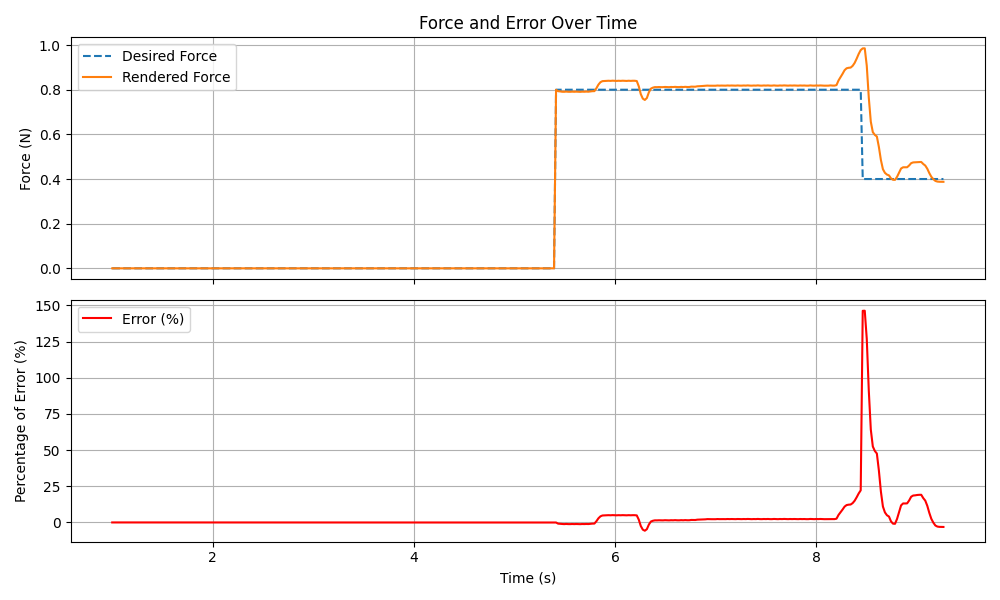 Force and Error Over Time
Desired Force
Rendered Force
1.0
0.8
0.6
0.4
0.2
0.0
Force (N)
Error (%)
150
125
100
75
50
25
0
Percentage of Error (%)
2 4 6 8
Time (s)